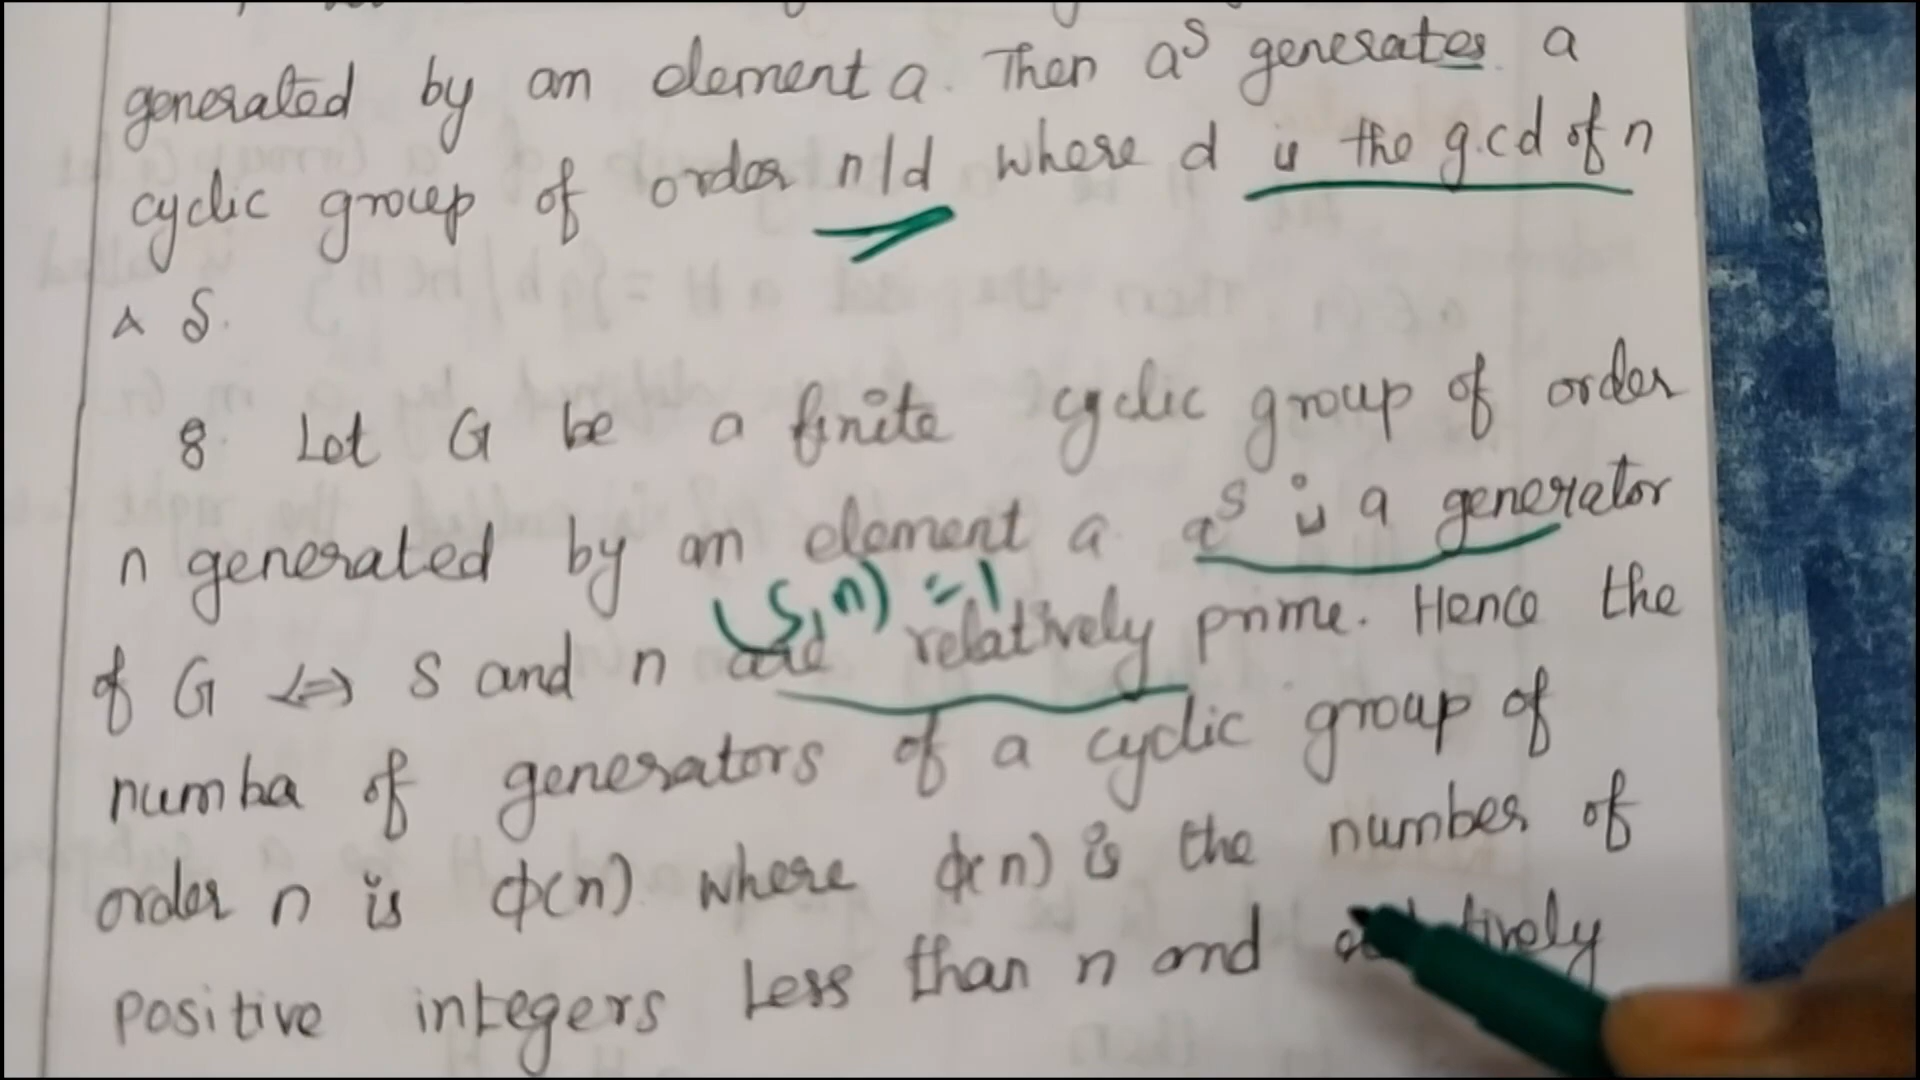 generated by an element a. Then a^s generates a
cyclic group of order n/d where d is the g.c.d of n
& S.
8. Let G be a finite cyclic group of order
n generated by an element a. a^s is a generator
(s,n) = 1
of G <=> S and n are relatively prime. Hence the
number of generators of a cyclic group of
order n is ϕ(n) where ϕ(n) is the number of
positive integers less than n and relatively